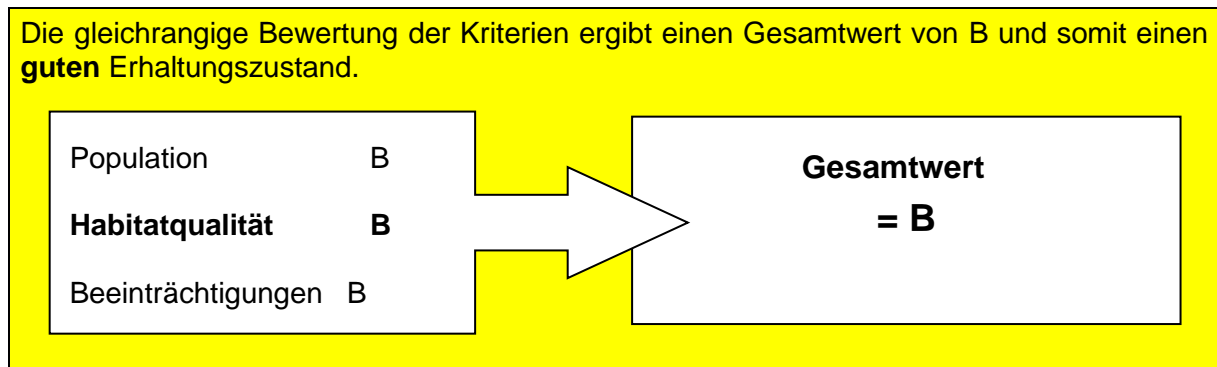 Die gleichrangige Bewertung der Kriterien ergibt einen Gesamtwert von B und somit einen
guten Erhaltungszustand.
Population B
Habitatqualität B
Beeinträchtigungen B
Gesamtwert
= B